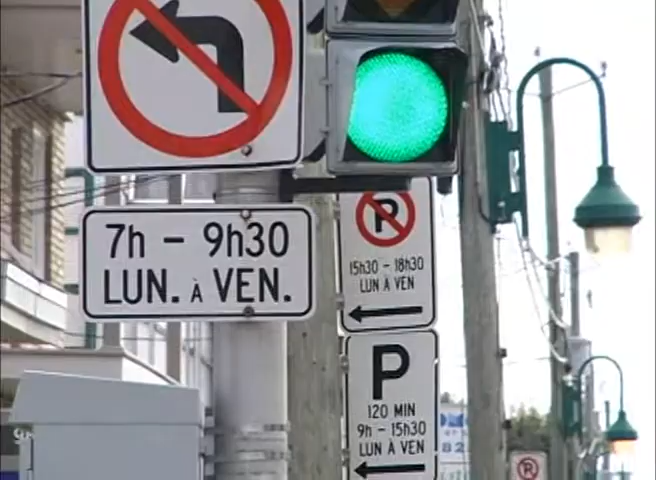 7h - 9h30
LUN. À VEN.
P
15h30 - 18h30
LUN À VEN
P
120 MIN
9h - 15h30
LUN À VEN
P